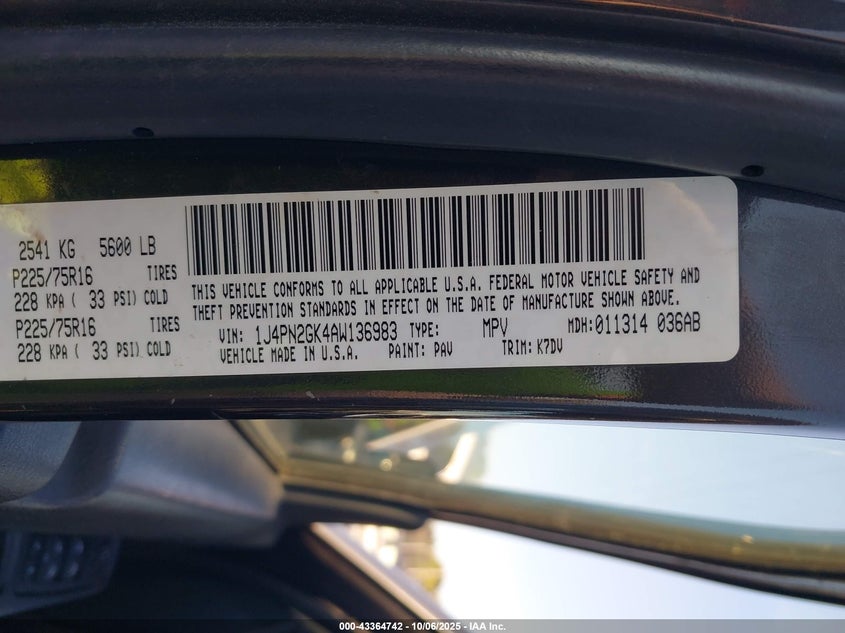 2541 KG 5600 LB
P225/75R16 TIRES
228 KPA ( 33 PSI) COLD
P225/75R16 TIRES
228 KPA ( 33 PSI) COLD
THIS VEHICLE CONFORMS TO ALL APPLICABLE U.S.A. FEDERAL MOTOR VEHICLE SAFETY AND
THEFT PREVENTION STANDARDS IN EFFECT ON THE DATE OF MANUFACTURE SHOWN ABOVE.
VIN: 1J4PN2GK4AW136983 TYPE: MPV MDH:011314 036AB
VEHICLE MADE IN U.S.A. PAINT: PAV TRIM: K7DV
000-43364742 - 10/06/2025 - IAA Inc.